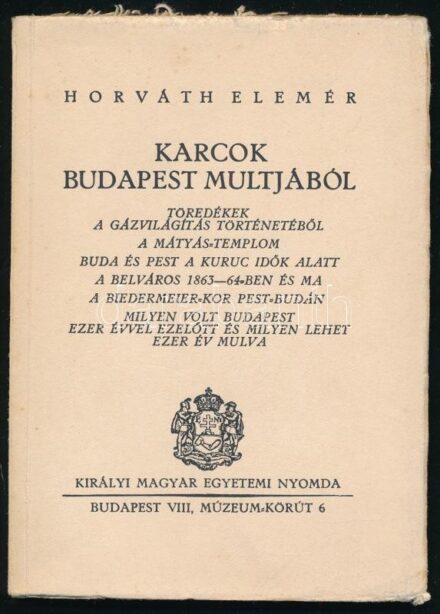 HORVÁTH ELEMÉR
KARCOK
BUDAPEST MULTJÁBÓL
TÖREDÉKEK
A GÁZVILÁGÍTÁS TÖRTÉNETÉBŐL
A MÁTYÁS-TEMPLOM
BUDA ÉS PEST A KURUC IDŐK ALATT
A BELVÁROS 1863—64-BEN ÉS MA
A BIEDERMEIER-KOR PEST-BUDÁN
MILYEN VOLT BUDAPEST
EZER ÉVVEL EZELŐTT ÉS MILYEN LEHET
EZER ÉV MULVA
KIRÁLYI MAGYAR EGYETEMI NYOMDA
BUDAPEST VIII, MÚZEUM-KÖRÚT 6